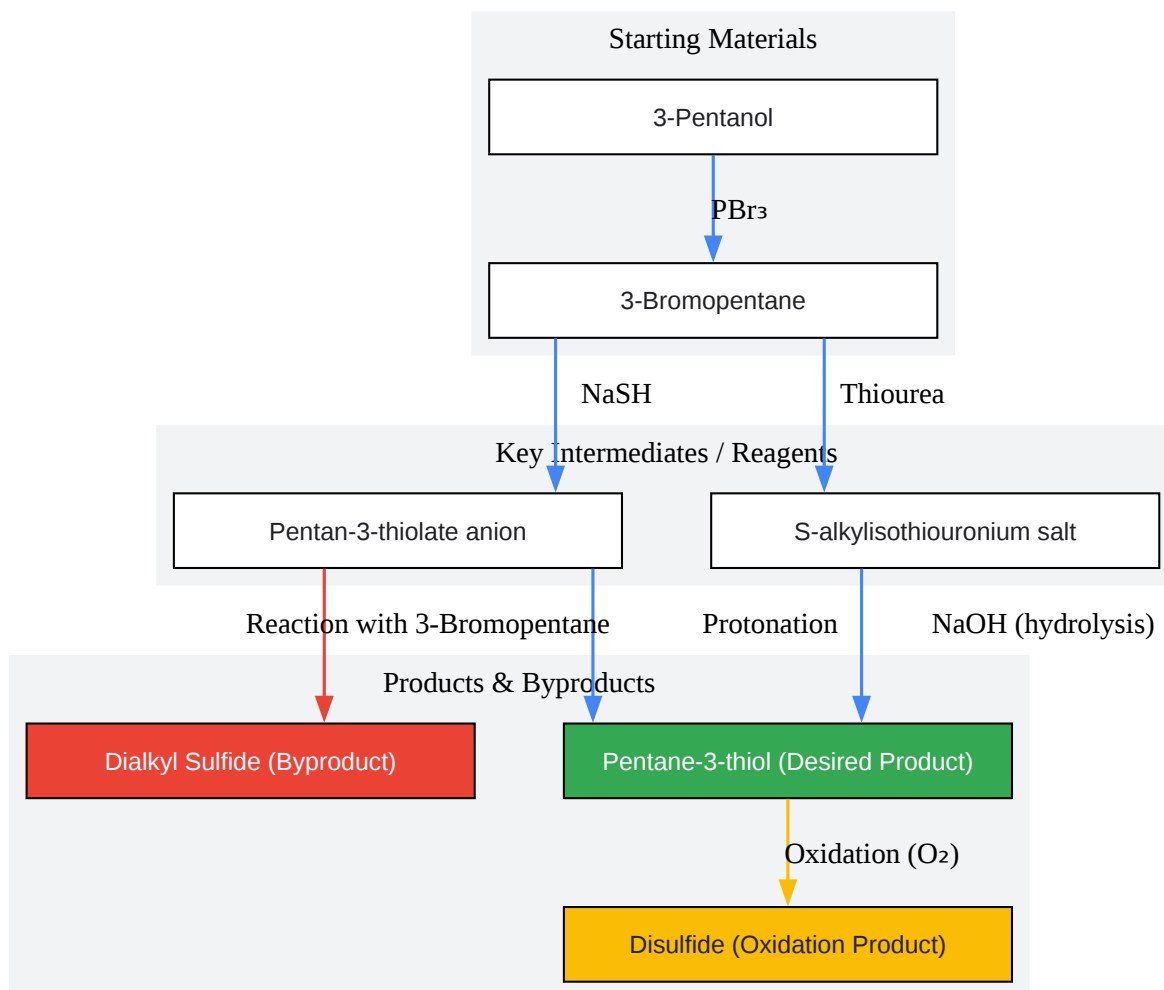 Starting Materials
3-Pentanol
PBr₃
3-Bromopentane
NaSH
Thiourea
Key Intermediates / Reagents
Pentan-3-thiolate anion
S-alkylisothiouronium salt
Reaction with 3-Bromopentane
Protonation
NaOH (hydrolysis)
Products & Byproducts
Dialkyl Sulfide (Byproduct)
Pentane-3-thiol (Desired Product)
Oxidation (O₂)
Disulfide (Oxidation Product)